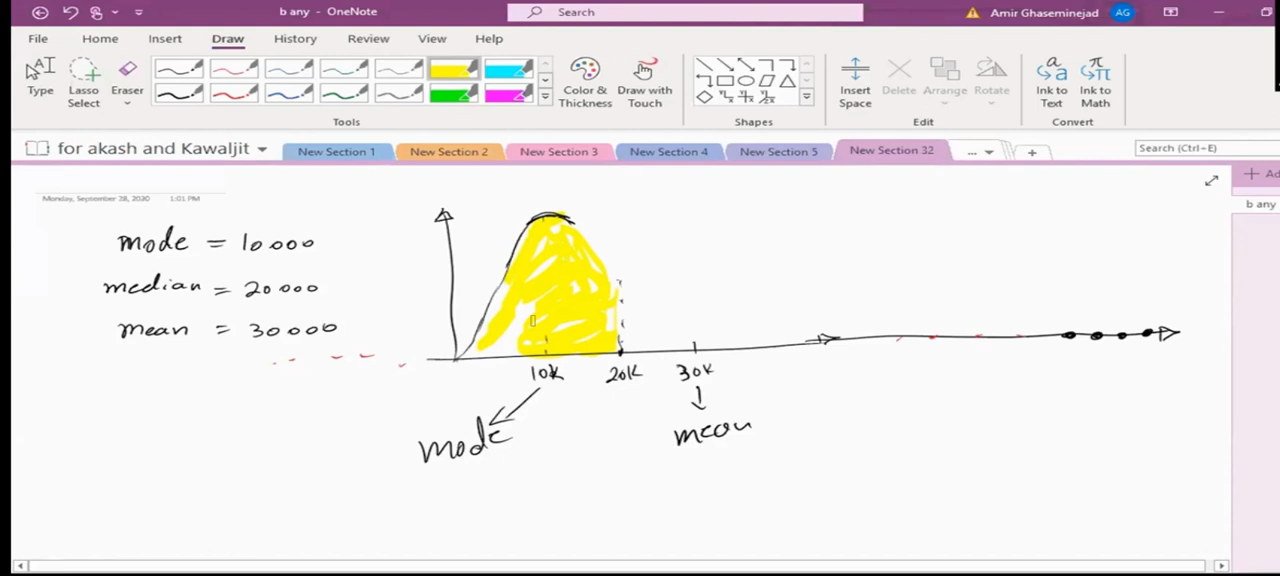 b any - OneNote
Search
Amir Ghaseminejad
AG
File Home Insert Draw History Review View Help
Type
Lasso Select
Eraser
Color & Thickness
Draw with Touch
Insert Space
Delete
Arrange
Rotate
Ink to Text
Ink to Math
Tools
Shapes
Edit
Convert
for akash and Kawaljit
New Section 1
New Section 2
New Section 3
New Section 4
New Section 5
New Section 32
...
Search (Ctrl+E)
Ad
b any
Monday, September 28, 2020 1:01 PM
mode = 10000
median = 20000
mean = 30000
10k 20k 30k
mode
mean